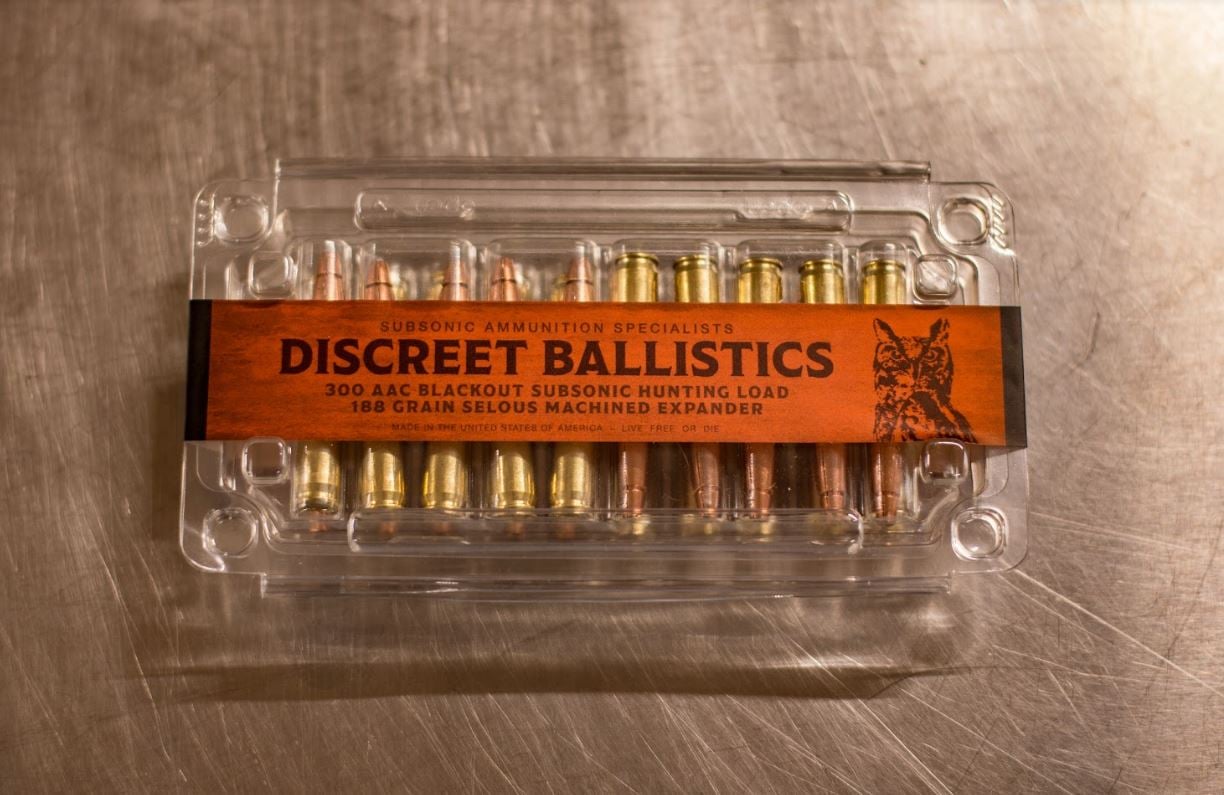 SUBSONIC AMMUNITION SPECIALISTS
DISCREET BALLISTICS
300 AAC BLACKOUT SUBSONIC HUNTING LOAD
188 GRAIN SELOUS MACHINED EXPANDER
MADE IN THE UNITED STATES OF AMERICA - LIVE FREE OR DIE